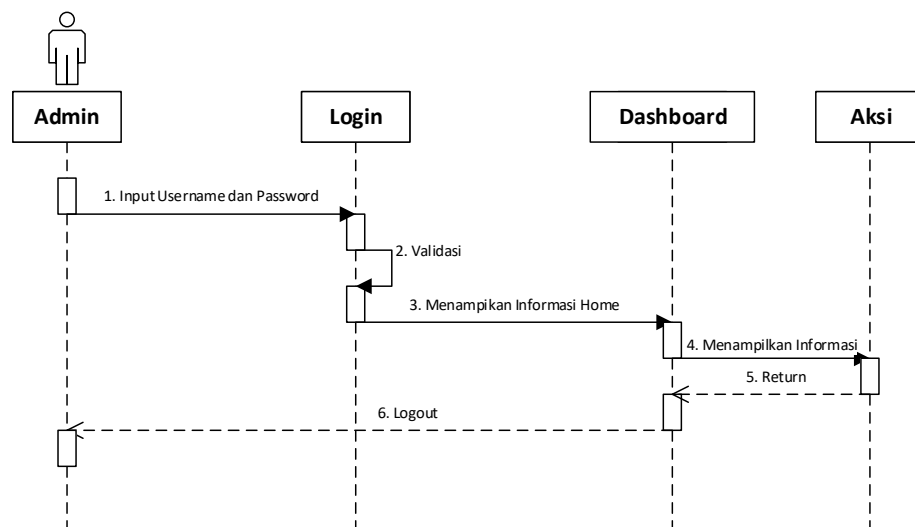 Admin
Login
Dashboard
Aksi
1. Input Username dan Password
2. Validasi
3. Menampikan Informasi Home
4. Menampilkan Informasi
5. Return
6. Logout